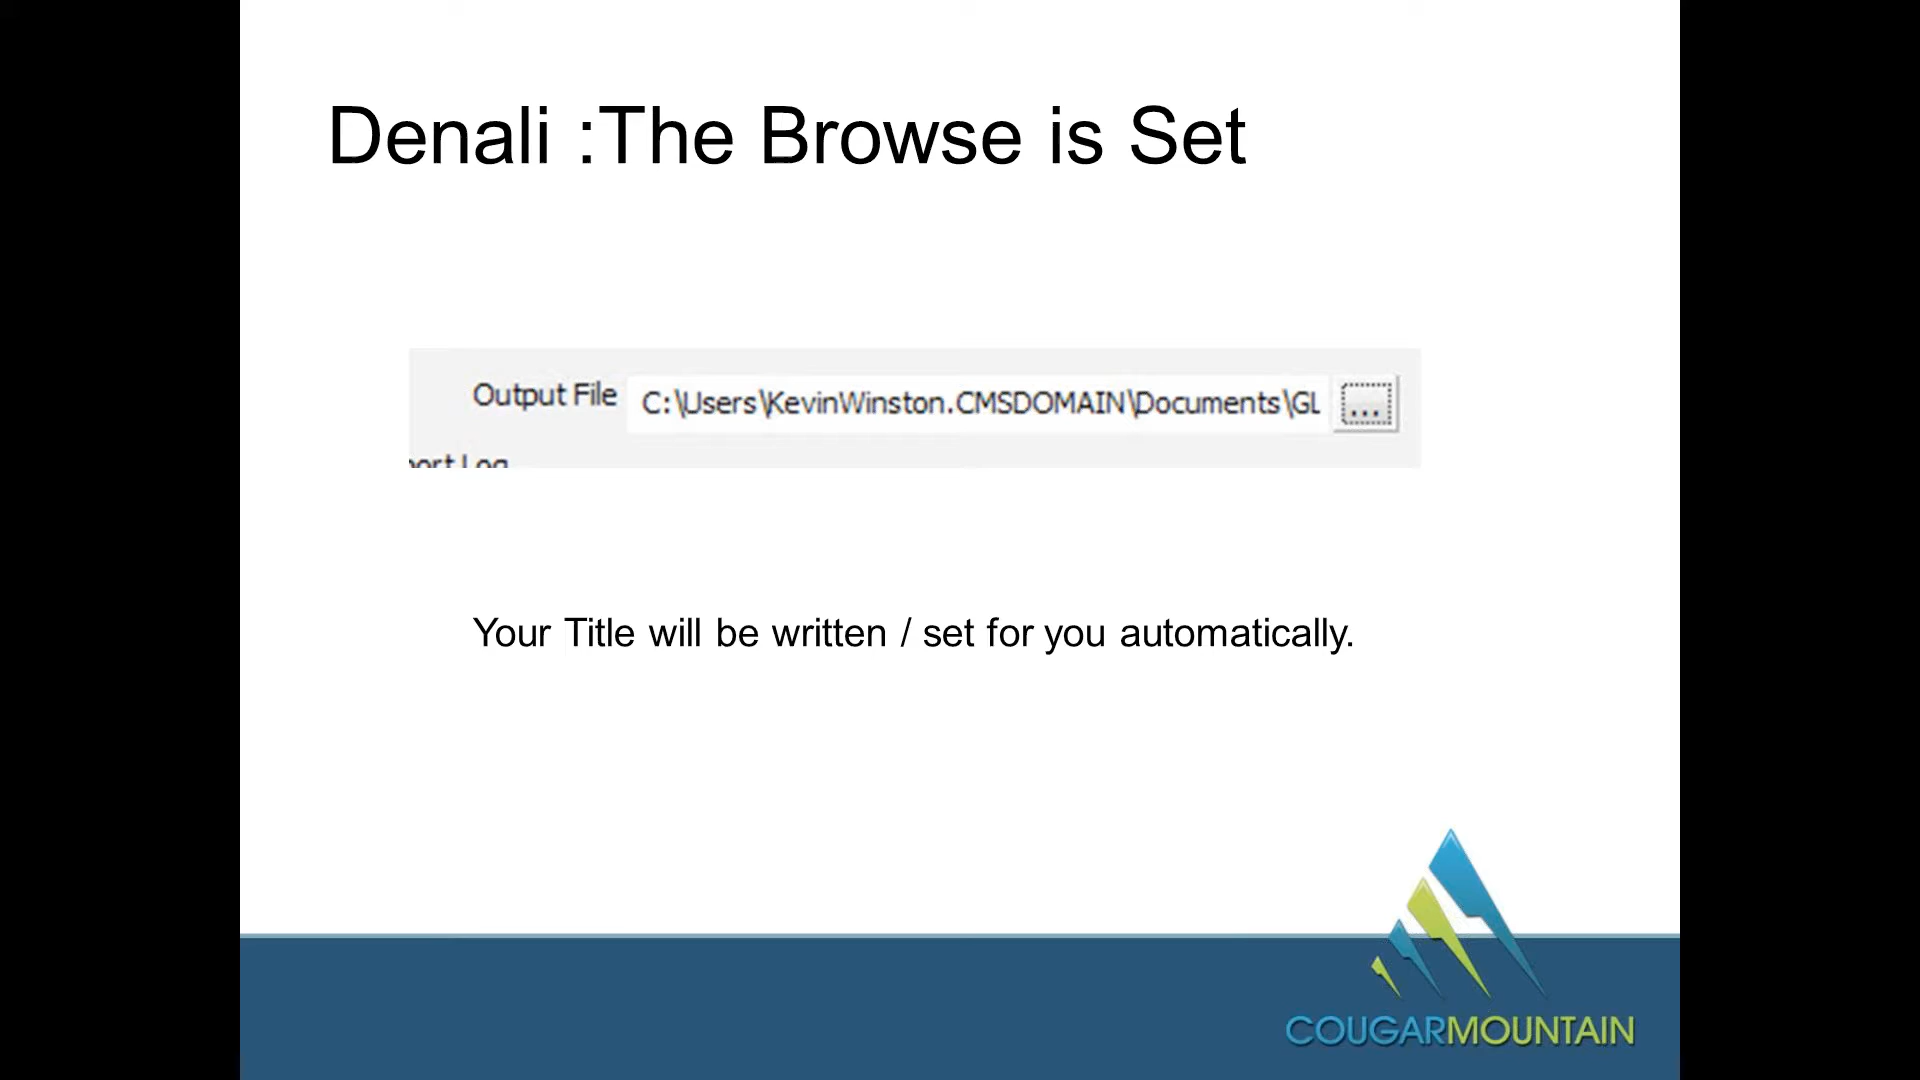 Denali :The Browse is Set
Output File C:\Users\KevinWinston.CMSDOMAIN\Documents\GL ...
ort Log
Your Title will be written / set for you automatically.
COUGARMOUNTAIN